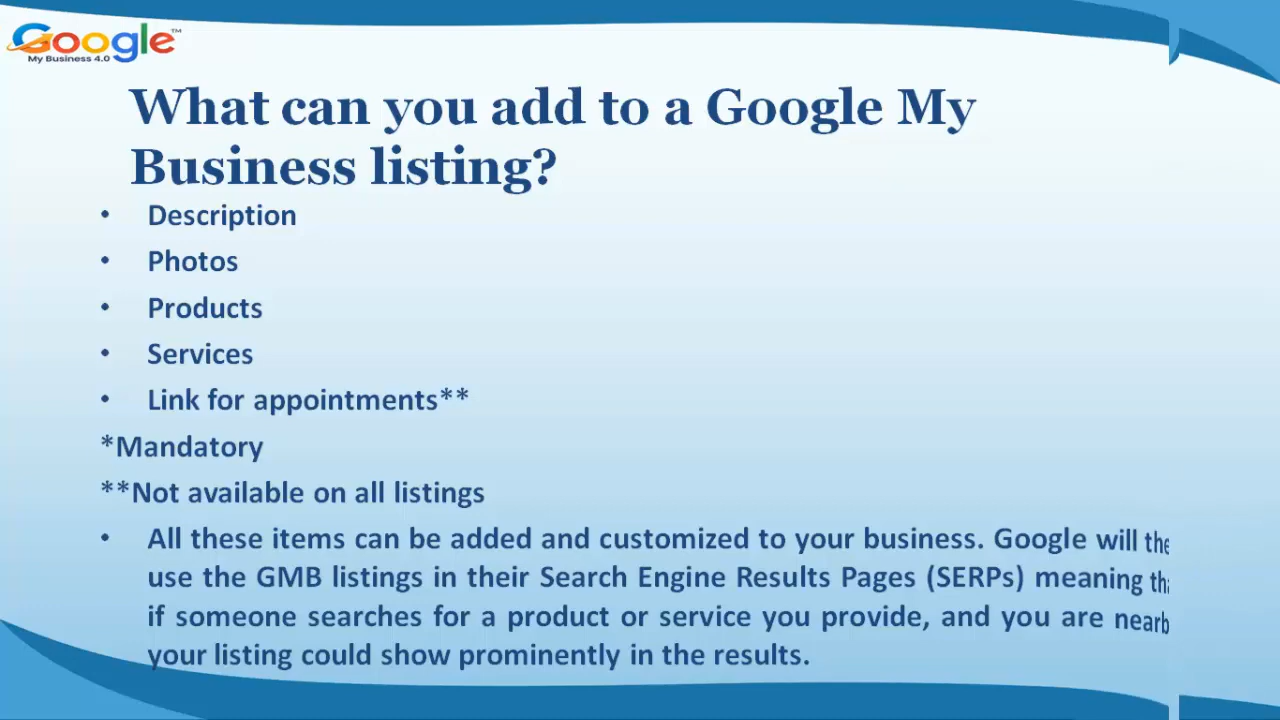 Google™
My Business 4.0
What can you add to a Google My
Business listing?
• Description
• Photos
• Products
• Services
• Link for appointments**
*Mandatory
**Not available on all listings
• All these items can be added and customized to your business. Google will
use the GMB listings in their Search Engine Results Pages (SERPs) meaning
if someone searches for a product or service you provide, and you are
your listing could show prominently in the results.